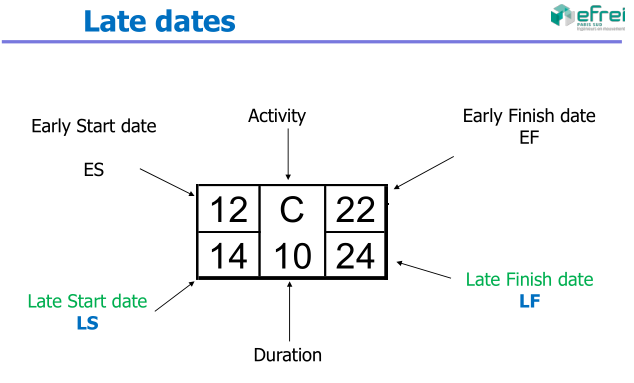 Late dates
efrei
PARIS SUD
Early Start date
ES
Activity
Early Finish date
EF
12 C 22
14 10 24
Late Start date
LS
Late Finish date
LF
Duration